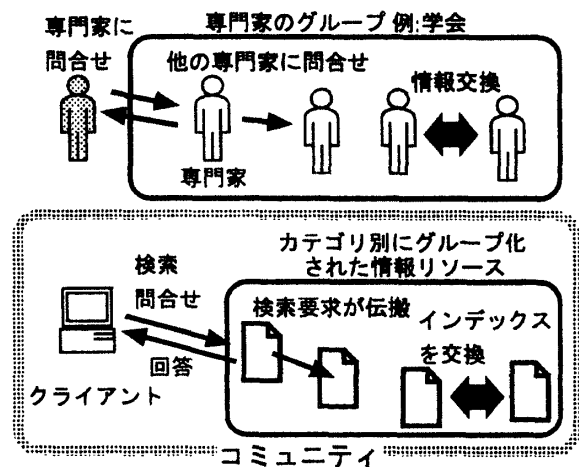 専門家に
問合せ
専門家のグループ 例:学会
他の専門家に問合せ
情報交換
専門家
カテゴリ別にグループ化
された情報リソース
検索
問合せ
検索要求が伝搬
インデックス
を交換
回答
クライアント
コミュニティ